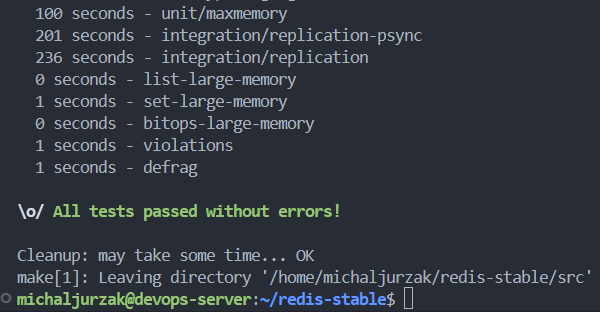 100 seconds - unit/maxmemory
201 seconds - integration/replication-psync
236 seconds - integration/replication
0 seconds - list-large-memory
1 seconds - set-large-memory
0 seconds - bitops-large-memory
1 seconds - violations
1 seconds - defrag
\o/ All tests passed without errors!
Cleanup: may take some time... OK
make[1]: Leaving directory '/home/michaljurzak/redis-stable/src'
michaljurzak@devops-server:~/redis-stable$